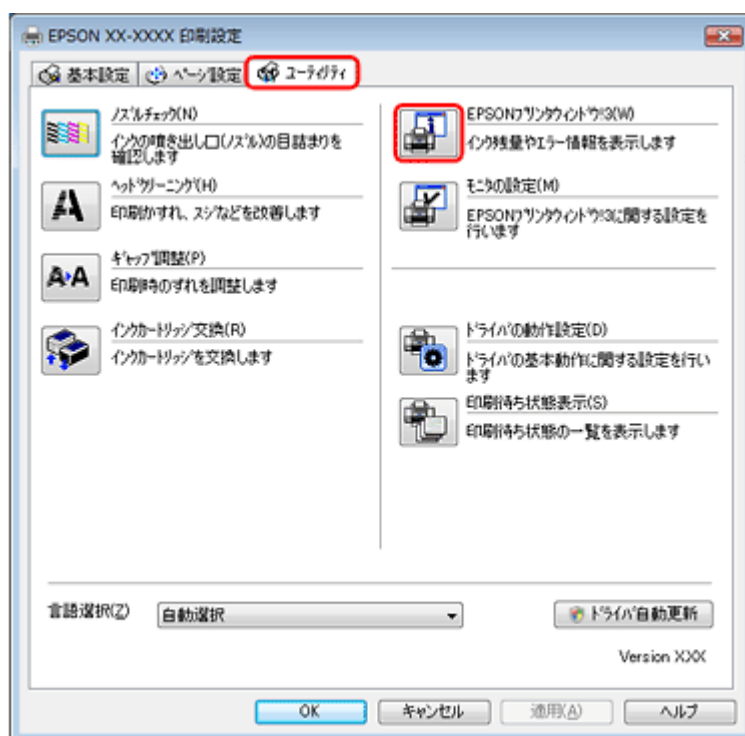 EPSON XX-XXXX 印刷設定
基本設定 ページ設定 ユーティリティ
ノズルチェック(N)
インクの噴き出し口(ノズル)の目詰まりを
確認します
ヘッドクリーニング(H)
印刷かすれ、スジなどを改善します
ギャップ調整(P)
印刷時のずれを調整します
インクカートリッジ交換(R)
インクカートリッジを交換します
EPSONプリンタウィンドウ!3(W)
インク残量やエラー情報を表示します
モニタの設定(M)
EPSONプリンタウィンドウ!3に関する設定を
行います
ドライバの動作設定(D)
ドライバの基本動作に関する設定を行い
ます
印刷待ち状態表示(S)
印刷待ち状態の一覧を表示します
言語選択(Z) 自動選択 ドライバ自動更新
Version XXX
OK キャンセル 適用(A) ヘルプ